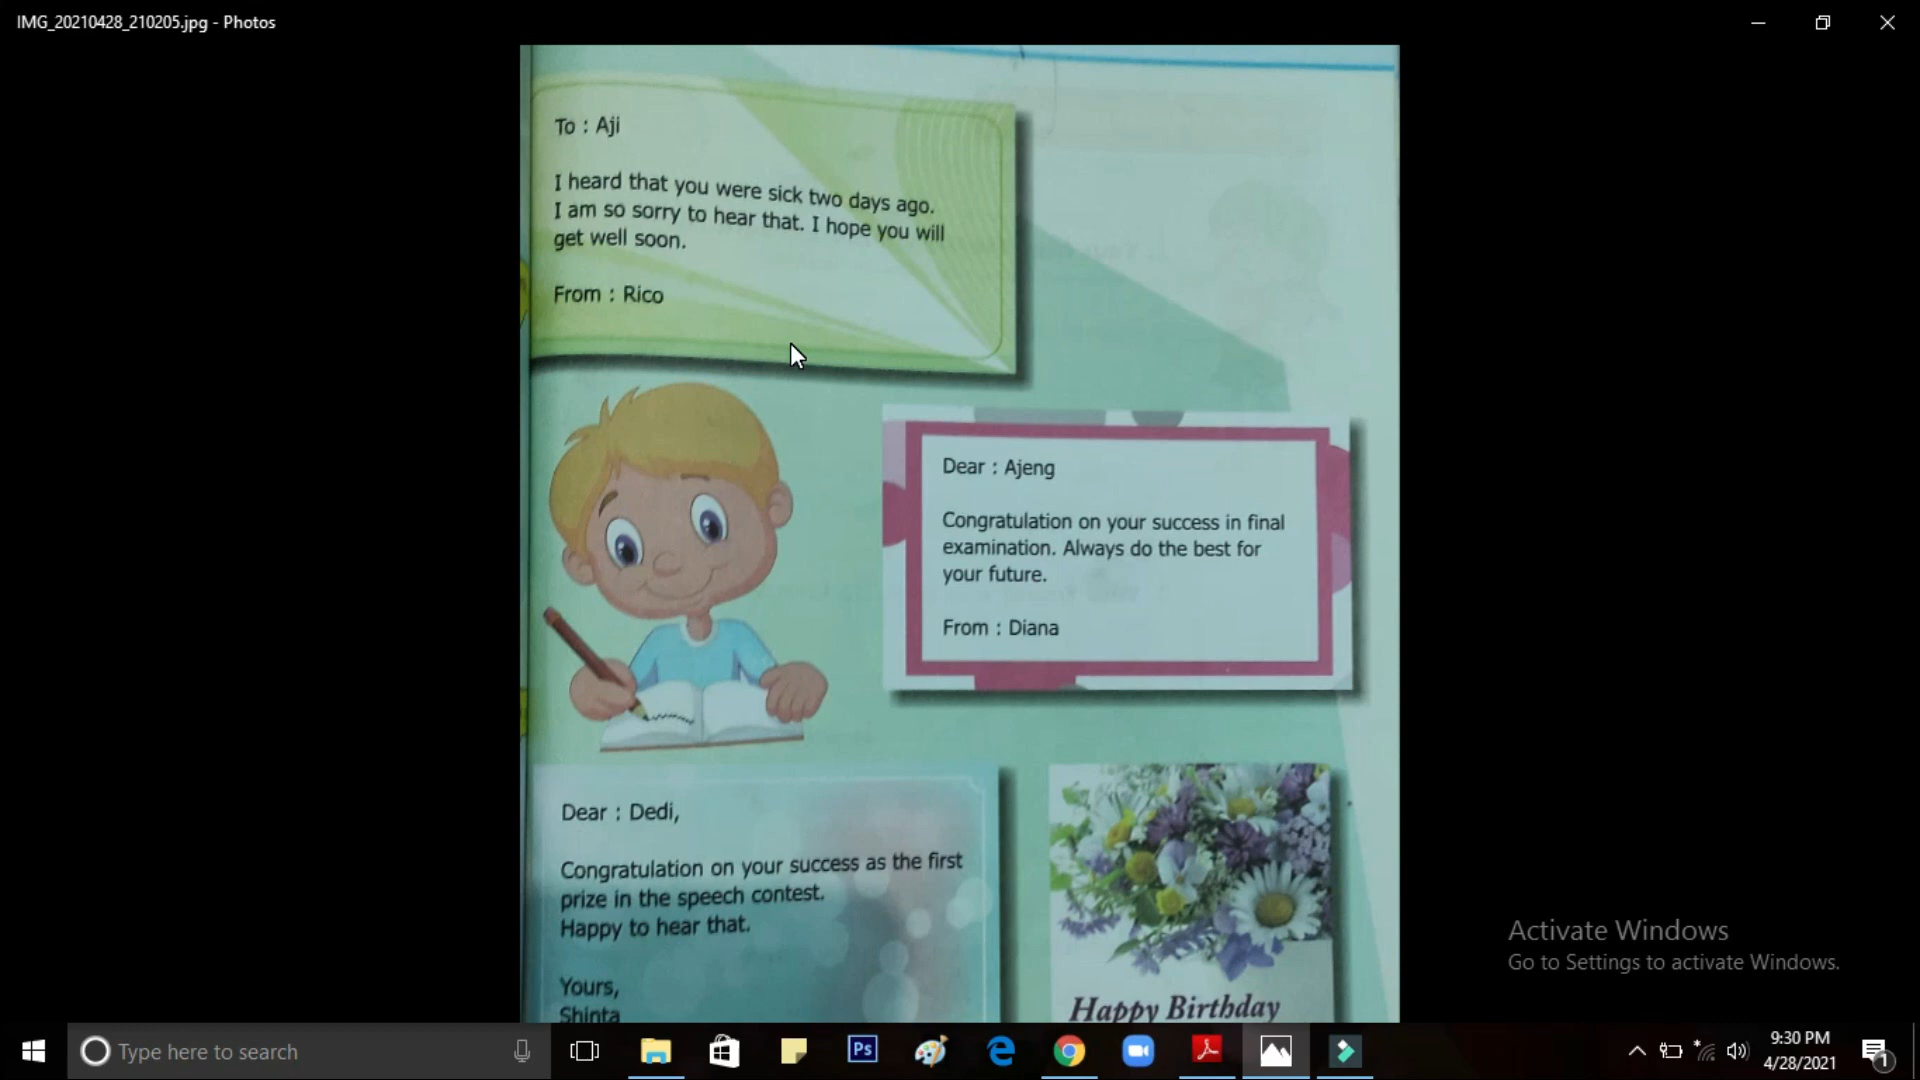 IMG_20210428_210205.jpg - Photos
To : Aji
I heard that you were sick two days ago.
I am so sorry to hear that. I hope you will
get well soon.
From : Rico
Dear : Ajeng
Congratulation on your success in final
examination. Always do the best for
your future.
From : Diana
Dear : Dedi,
Congratulation on your success as the first
prize in the speech contest.
Happy to hear that.
Yours,
Shinta
Happy Birthday
Activate Windows
Go to Settings to activate Windows.
Type here to search
Ps
9:30 PM
4/28/2021
1